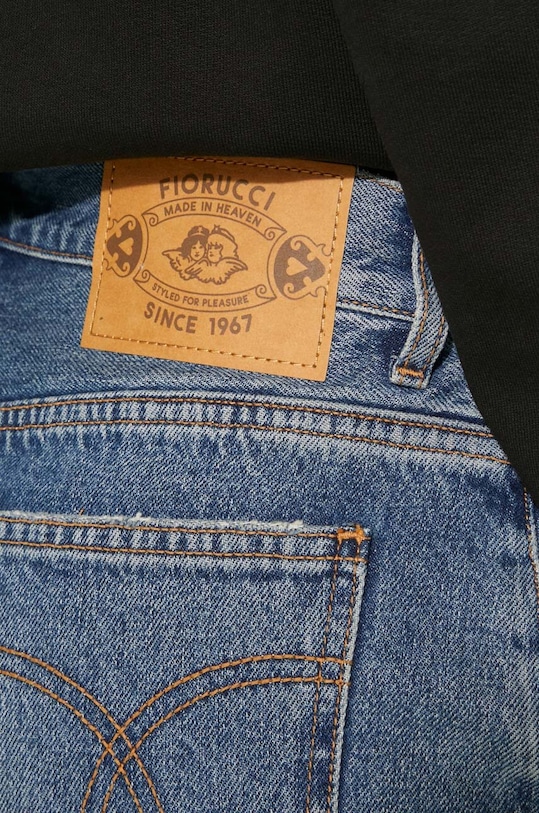 FIORUCCI
MADE IN HEAVEN
STYLED FOR PLEASURE
SINCE 1967